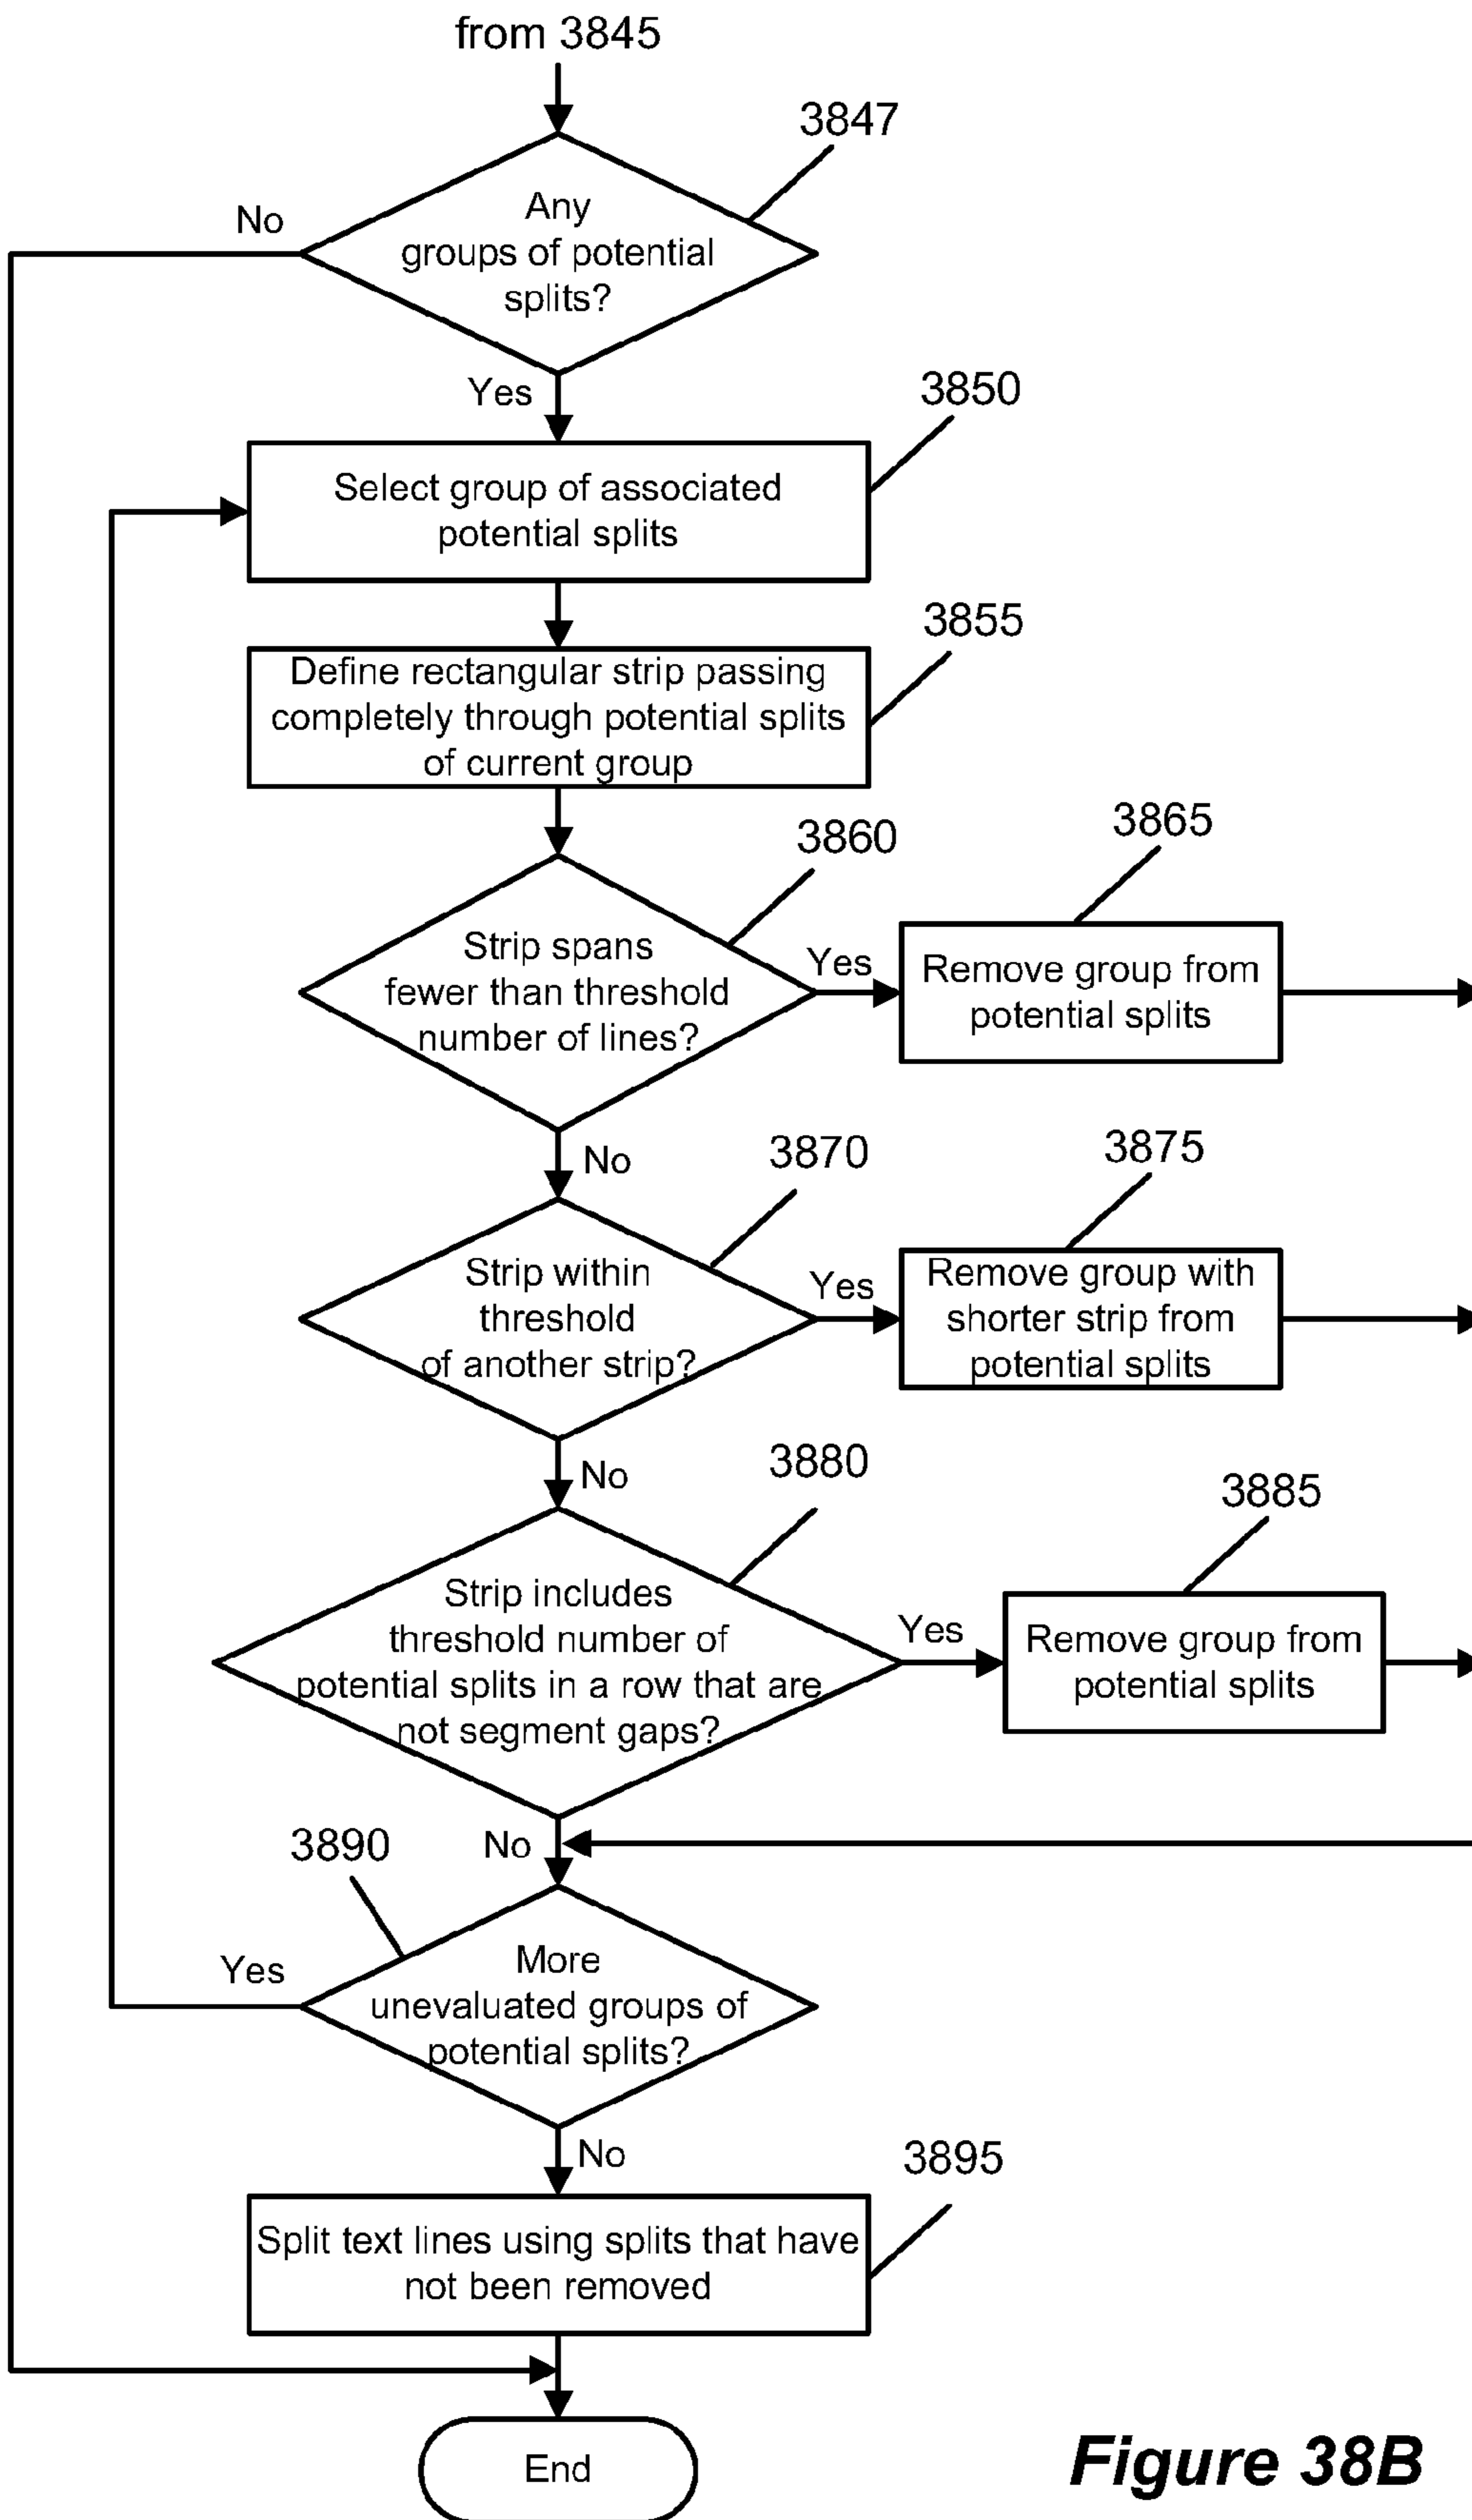 from 3845
3847
Any
groups of potential
splits?
No
Yes
3850
Select group of associated
potential splits
3855
Define rectangular strip passing
completely through potential splits
of current group
3860
Strip spans
fewer than threshold
number of lines?
Yes
3865
Remove group from
potential splits
No
3870
Strip within
threshold
of another strip?
Yes
3875
Remove group with
shorter strip from
potential splits
No
3880
Strip includes
threshold number of
potential splits in a row that are
not segment gaps?
Yes
3885
Remove group from
potential splits
No
3890
More
unevaluated groups of
potential splits?
Yes
No
3895
Split text lines using splits that have
not been removed
End
Figure 38B